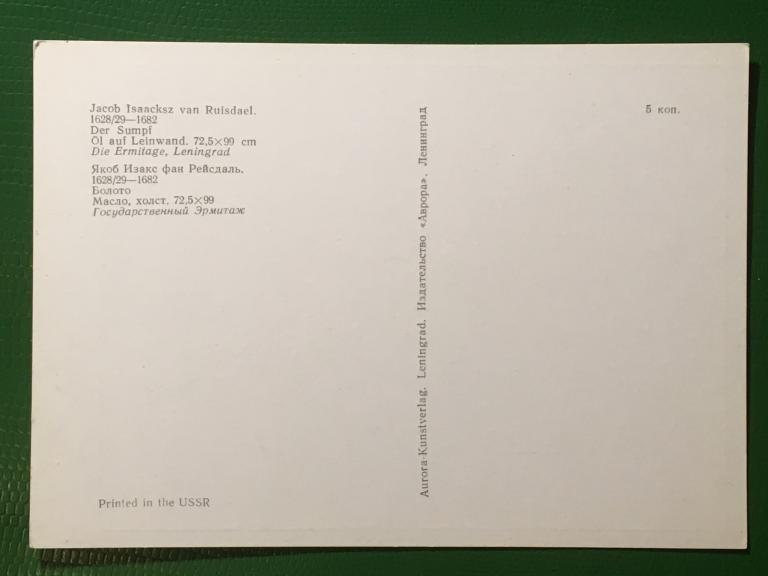 Jacob Isaacksz van Ruisdael.
1628/29—1682
Der Sumpf
Öl auf Leinwand. 72,5×99 cm
Die Ermitage, Leningrad
Якоб Изакс фан Рейсдаль.
1628/29—1682
Болото
Масло, холст. 72,5×99
Государственный Эрмитаж
Printed in the USSR
Aurora-Kunstverlag. Leningrad. Издательство «Аврора». Ленинград
5 коп.